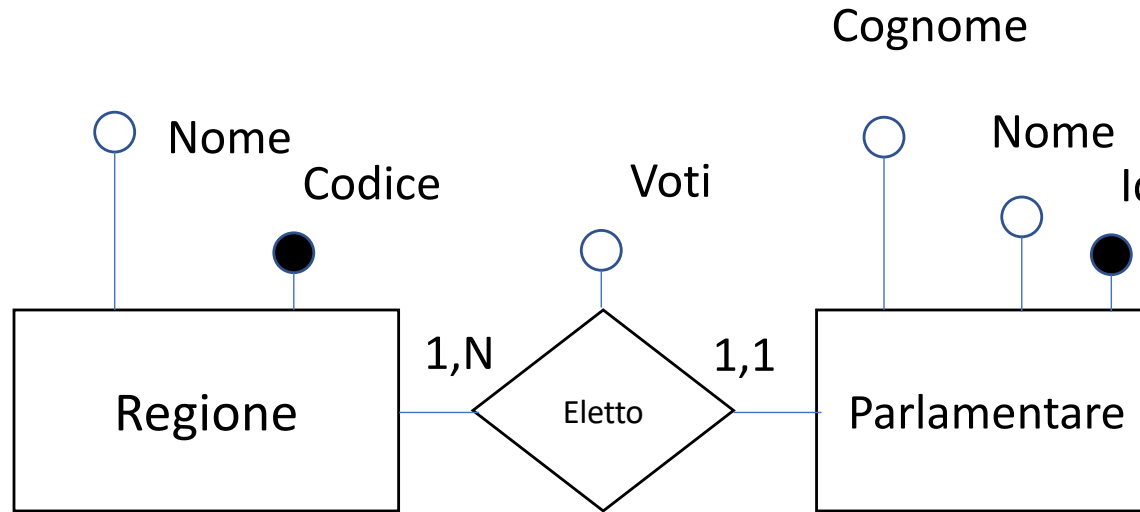 Cognome
Nome
Nome
Codice
Voti
1,N
1,1
Regione
Eletto
Parlamentare